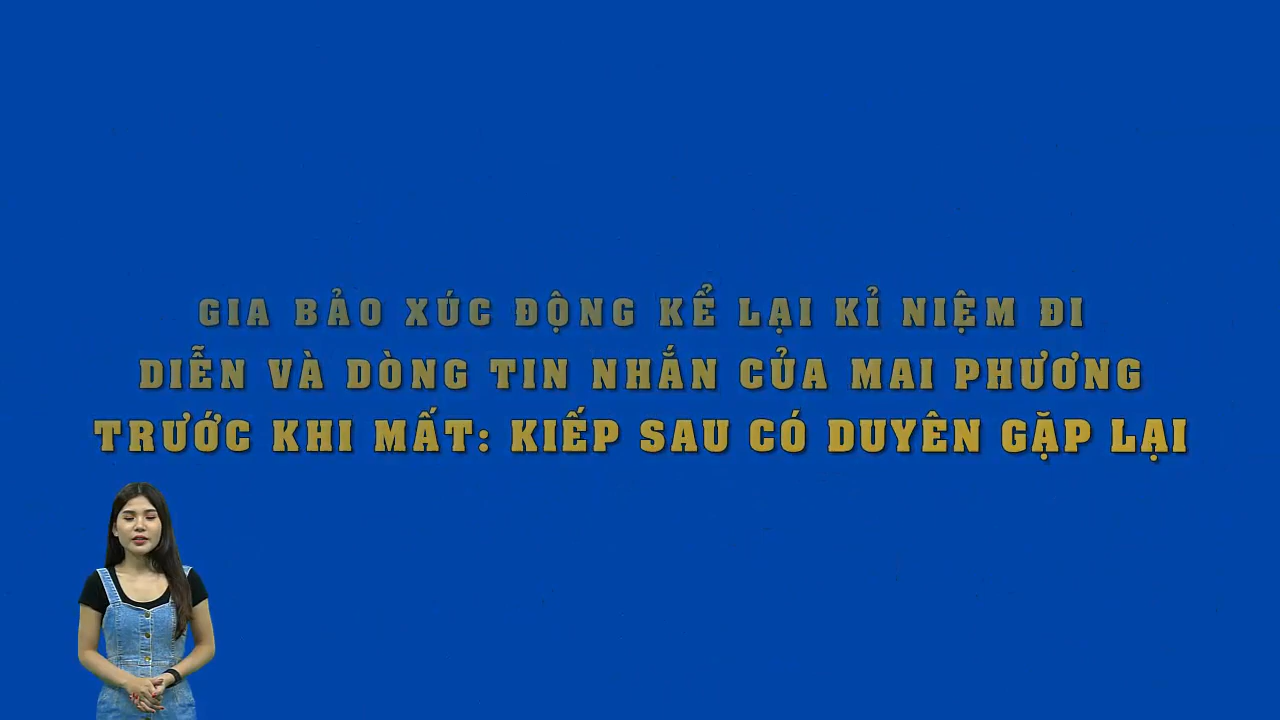 GIA BẢO XÚC ĐỘNG KỂ LẠI KỈ NIỆM ĐI
DIỄN VÀ DÒNG TIN NHẮN CỦA MAI PHƯƠNG
TRƯỚC KHI MẤT: KIẾP SAU CÓ DUYÊN GẶP LẠI